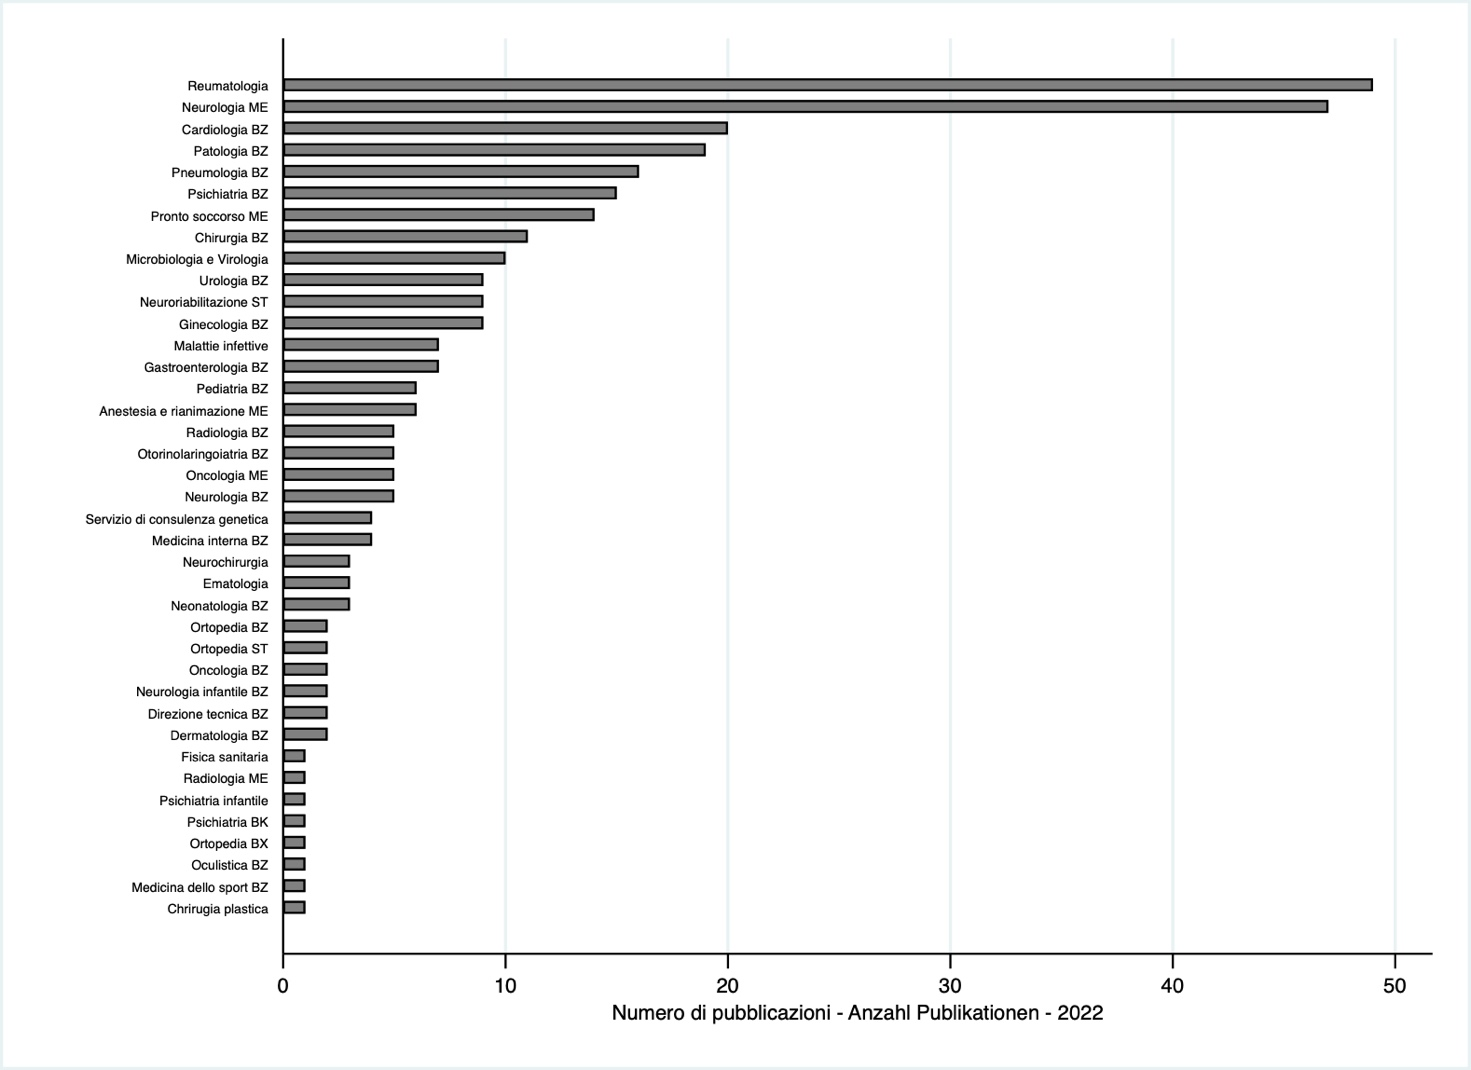 Reumatologia
Neurologia ME
Cardiologia BZ
Patologia BZ
Pneumologia BZ
Psichiatria BZ
Pronto soccorso ME
Chirurgia BZ
Microbiologia e Virologia
Urologia BZ
Neuroriabilitazione ST
Ginecologia BZ
Malattie infettive
Gastroenterologia BZ
Pediatria BZ
Anestesia e rianimazione ME
Radiologia BZ
Otorinolaringoiatria BZ
Oncologia ME
Neurologia BZ
Servizio di consulenza genetica
Medicina interna BZ
Neurochirurgia
Ematologia
Neonatologia BZ
Ortopedia BZ
Ortopedia ST
Oncologia BZ
Neurologia infantile BZ
Direzione tecnica BZ
Dermatologia BZ
Fisica sanitaria
Radiologia ME
Psichiatria infantile
Psichiatria BK
Ortopedia BX
Oculistica BZ
Medicina dello sport BZ
Chrirugia plastica
0 10 20 30 40 50
Numero di pubblicazioni - Anzahl Publikationen - 2022